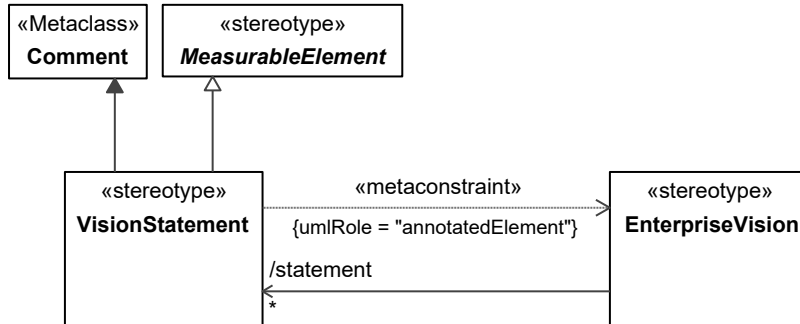 «Metaclass»
Comment
«stereotype»
MeasurableElement
«stereotype»
VisionStatement
«metaconstraint»
{umlRole = "annotatedElement"}
«stereotype»
EnterpriseVision
/statement
*